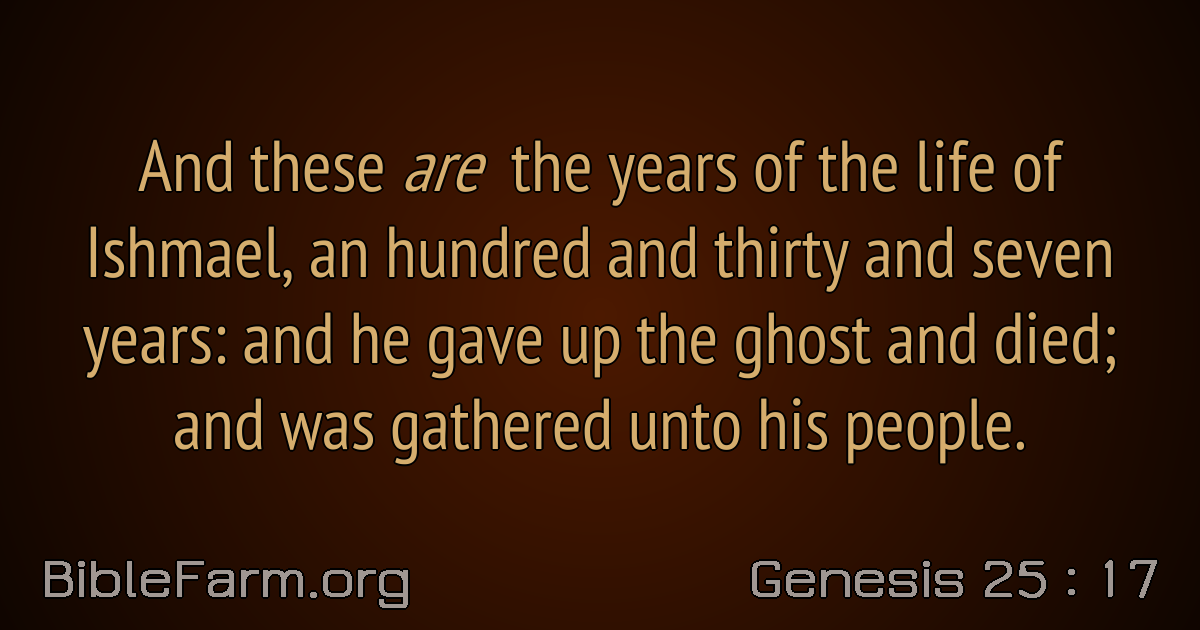 And these are the years of the life of
Ishmael, an hundred and thirty and seven
years: and he gave up the ghost and died;
and was gathered unto his people.
BibleFarm.org
Genesis 25 : 17